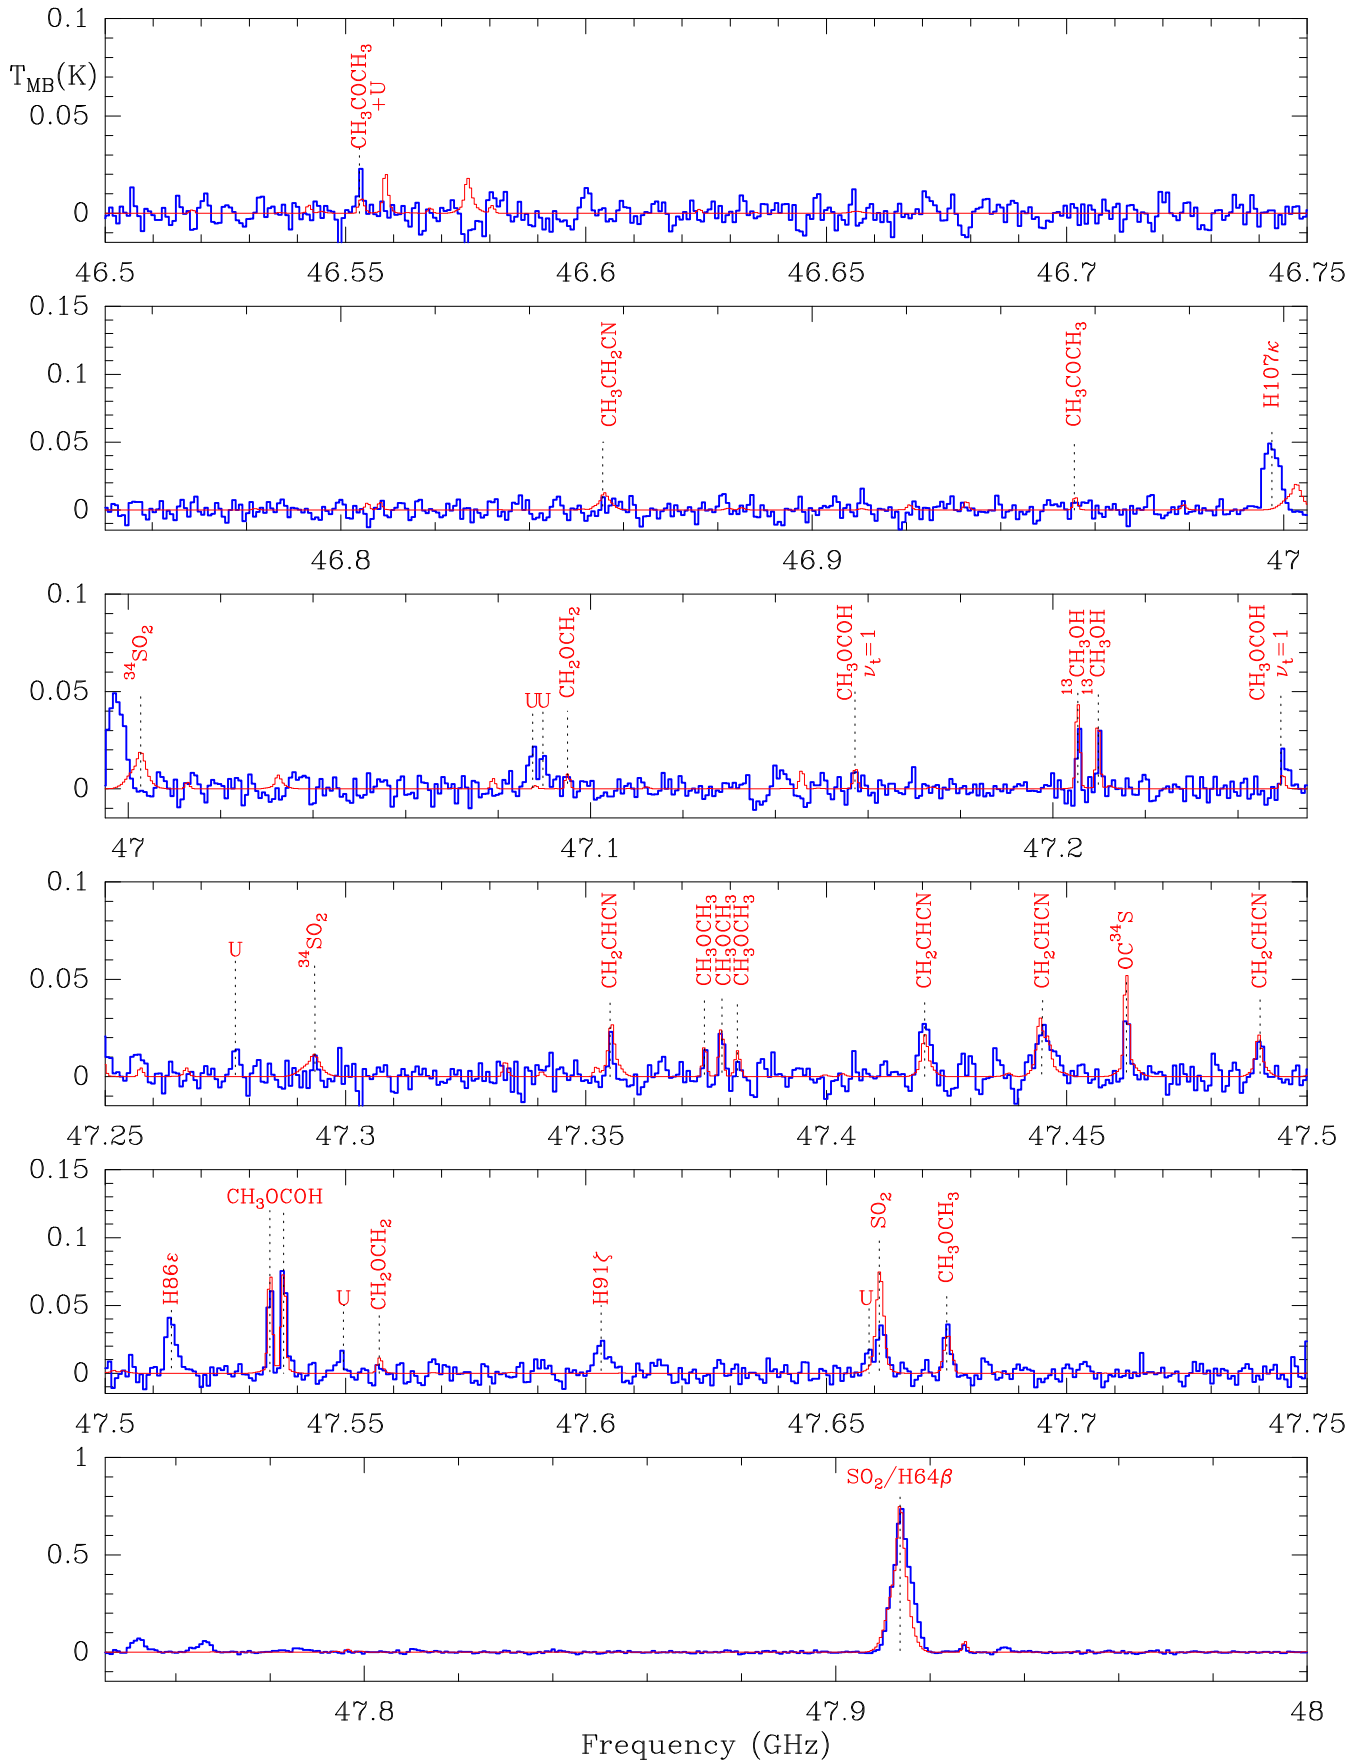 0.1
T_MB(K)
0.05
0
CH₃COCH₃
+U
46.5 46.55 46.6 46.65 46.7 46.75
0.15
0.1
0.05
0
CH₃CH₂CN
CH₃COCH₃
H107κ
46.8 46.9 47
0.1
0.05
0
³⁴SO₂
U
U
CH₂OCH₂
CH₃OCOH
ν_t=1
¹³CH₃OH
¹³CH₃OH
CH₃OCOH
ν_t=1
47 47.1 47.2
0.1
0.05
0
U
³⁴SO₂
CH₂CHCN
CH₃OCH₃
CH₃OCH₃
CH₃OCH₃
CH₂CHCN
CH₂CHCN
OC³⁴S
CH₂CHCN
47.25 47.3 47.35 47.4 47.45 47.5
0.15
0.1
0.05
0
H86ε
CH₃OCOH
U
CH₂OCH₂
H91ζ
U
SO₂
CH₃OCH₃
47.5 47.55 47.6 47.65 47.7 47.75
1
0.5
0
SO₂/H64β
47.8 47.9 48
Frequency (GHz)